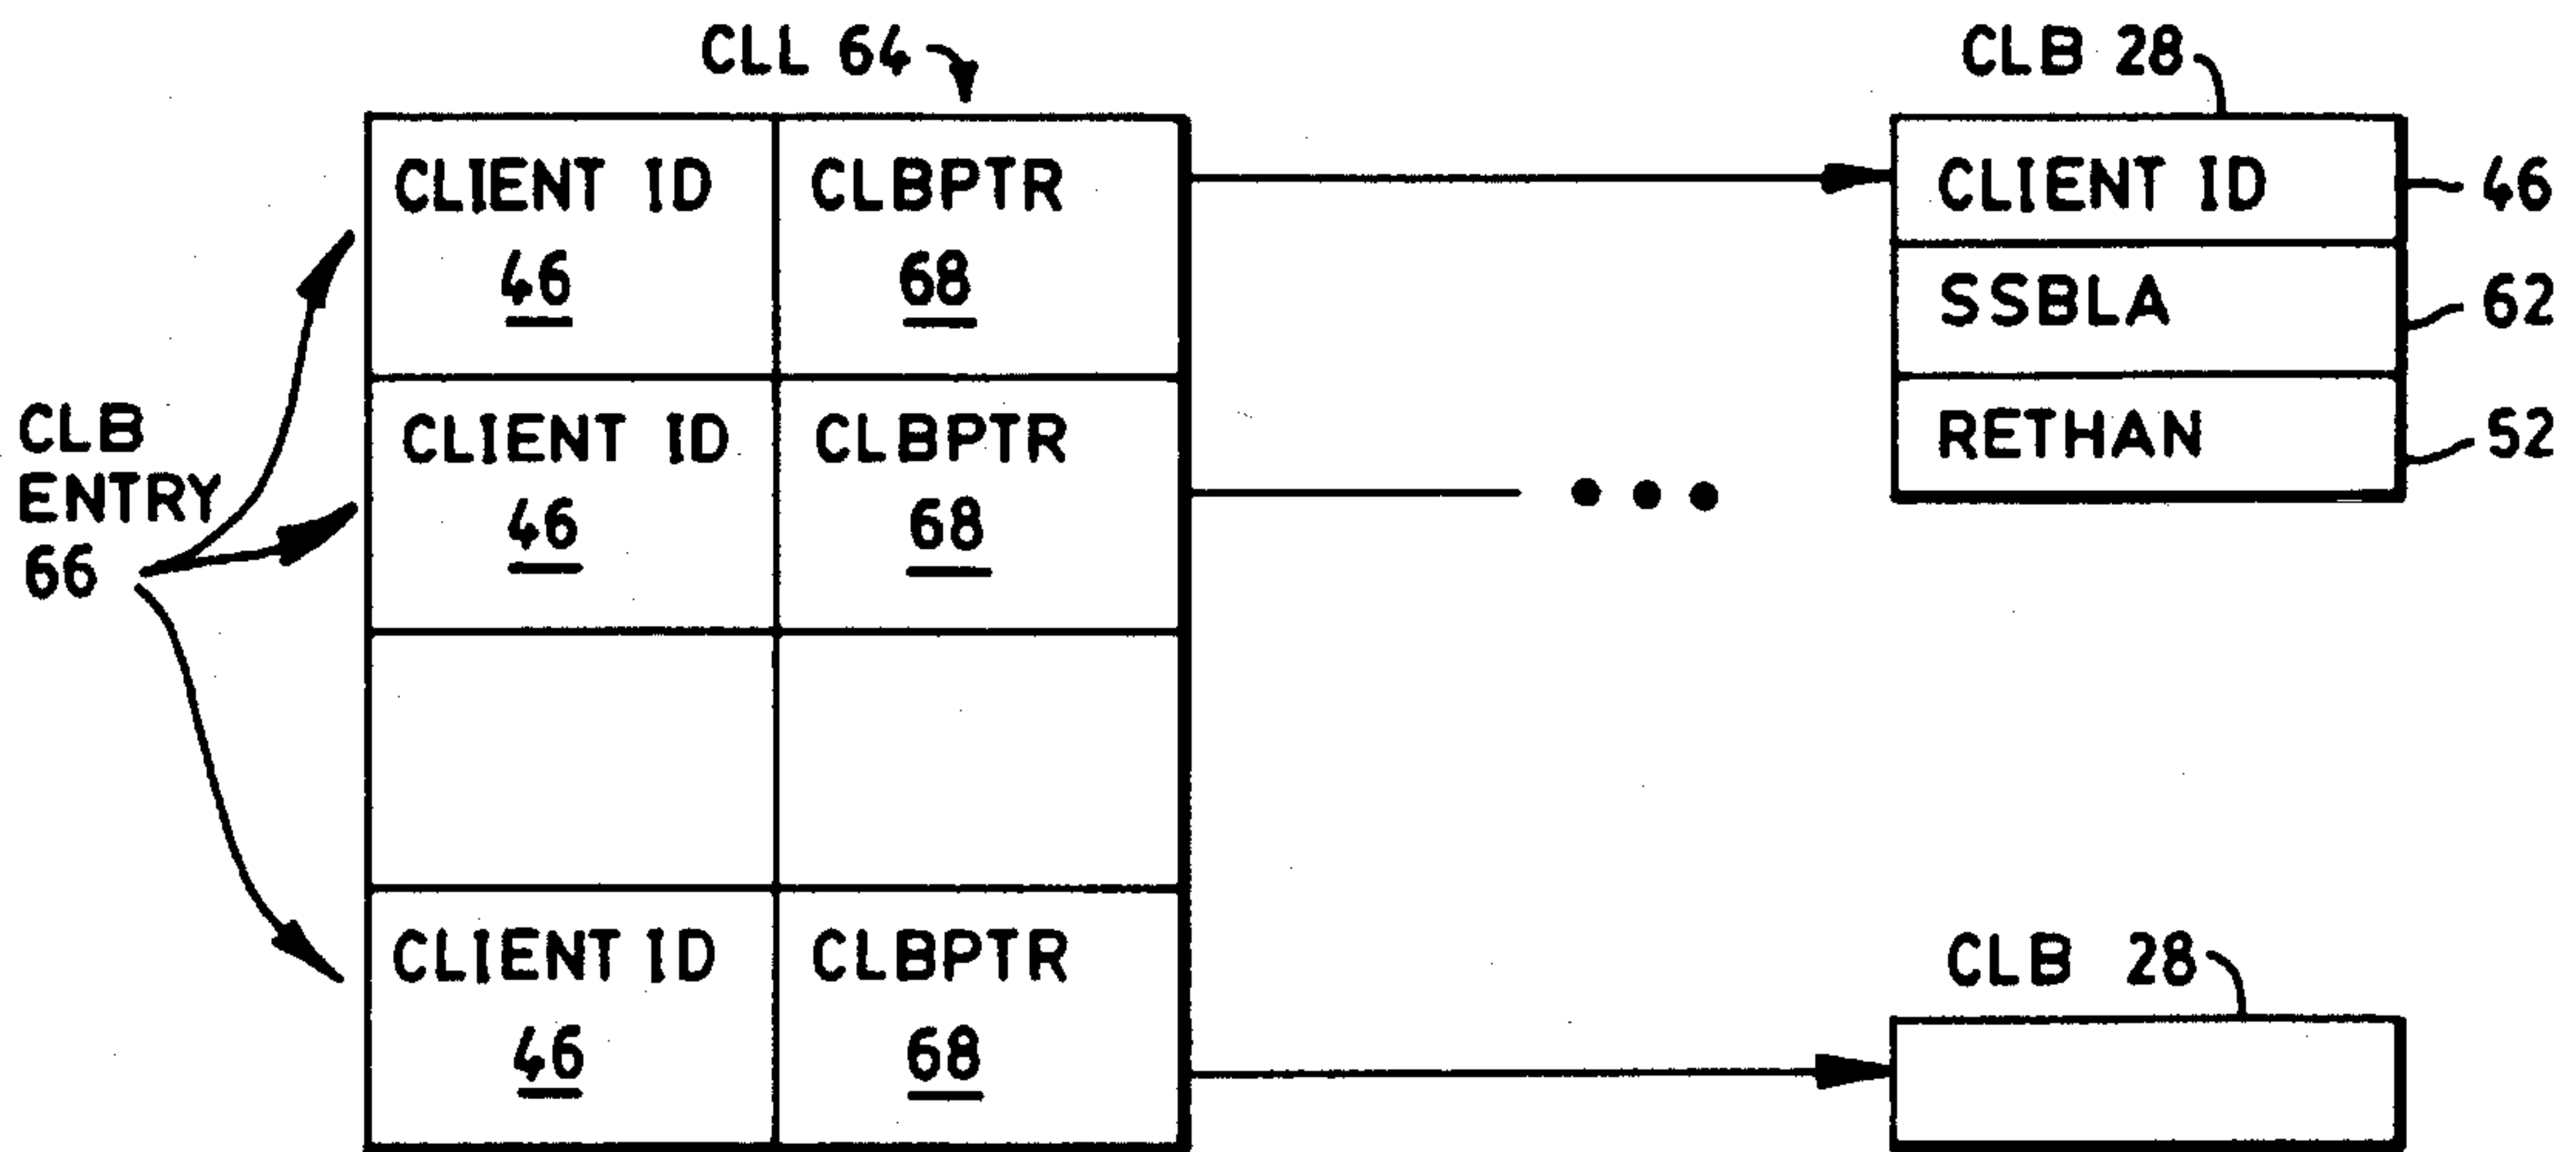 CLL 64
CLB 28
CLIENT ID
46
CLBPTR
68
CLIENT ID
46
SSBLA
62
RETHAN
52
CLB
ENTRY
66
CLIENT ID
46
CLBPTR
68
CLIENT ID
46
CLBPTR
68
CLB 28